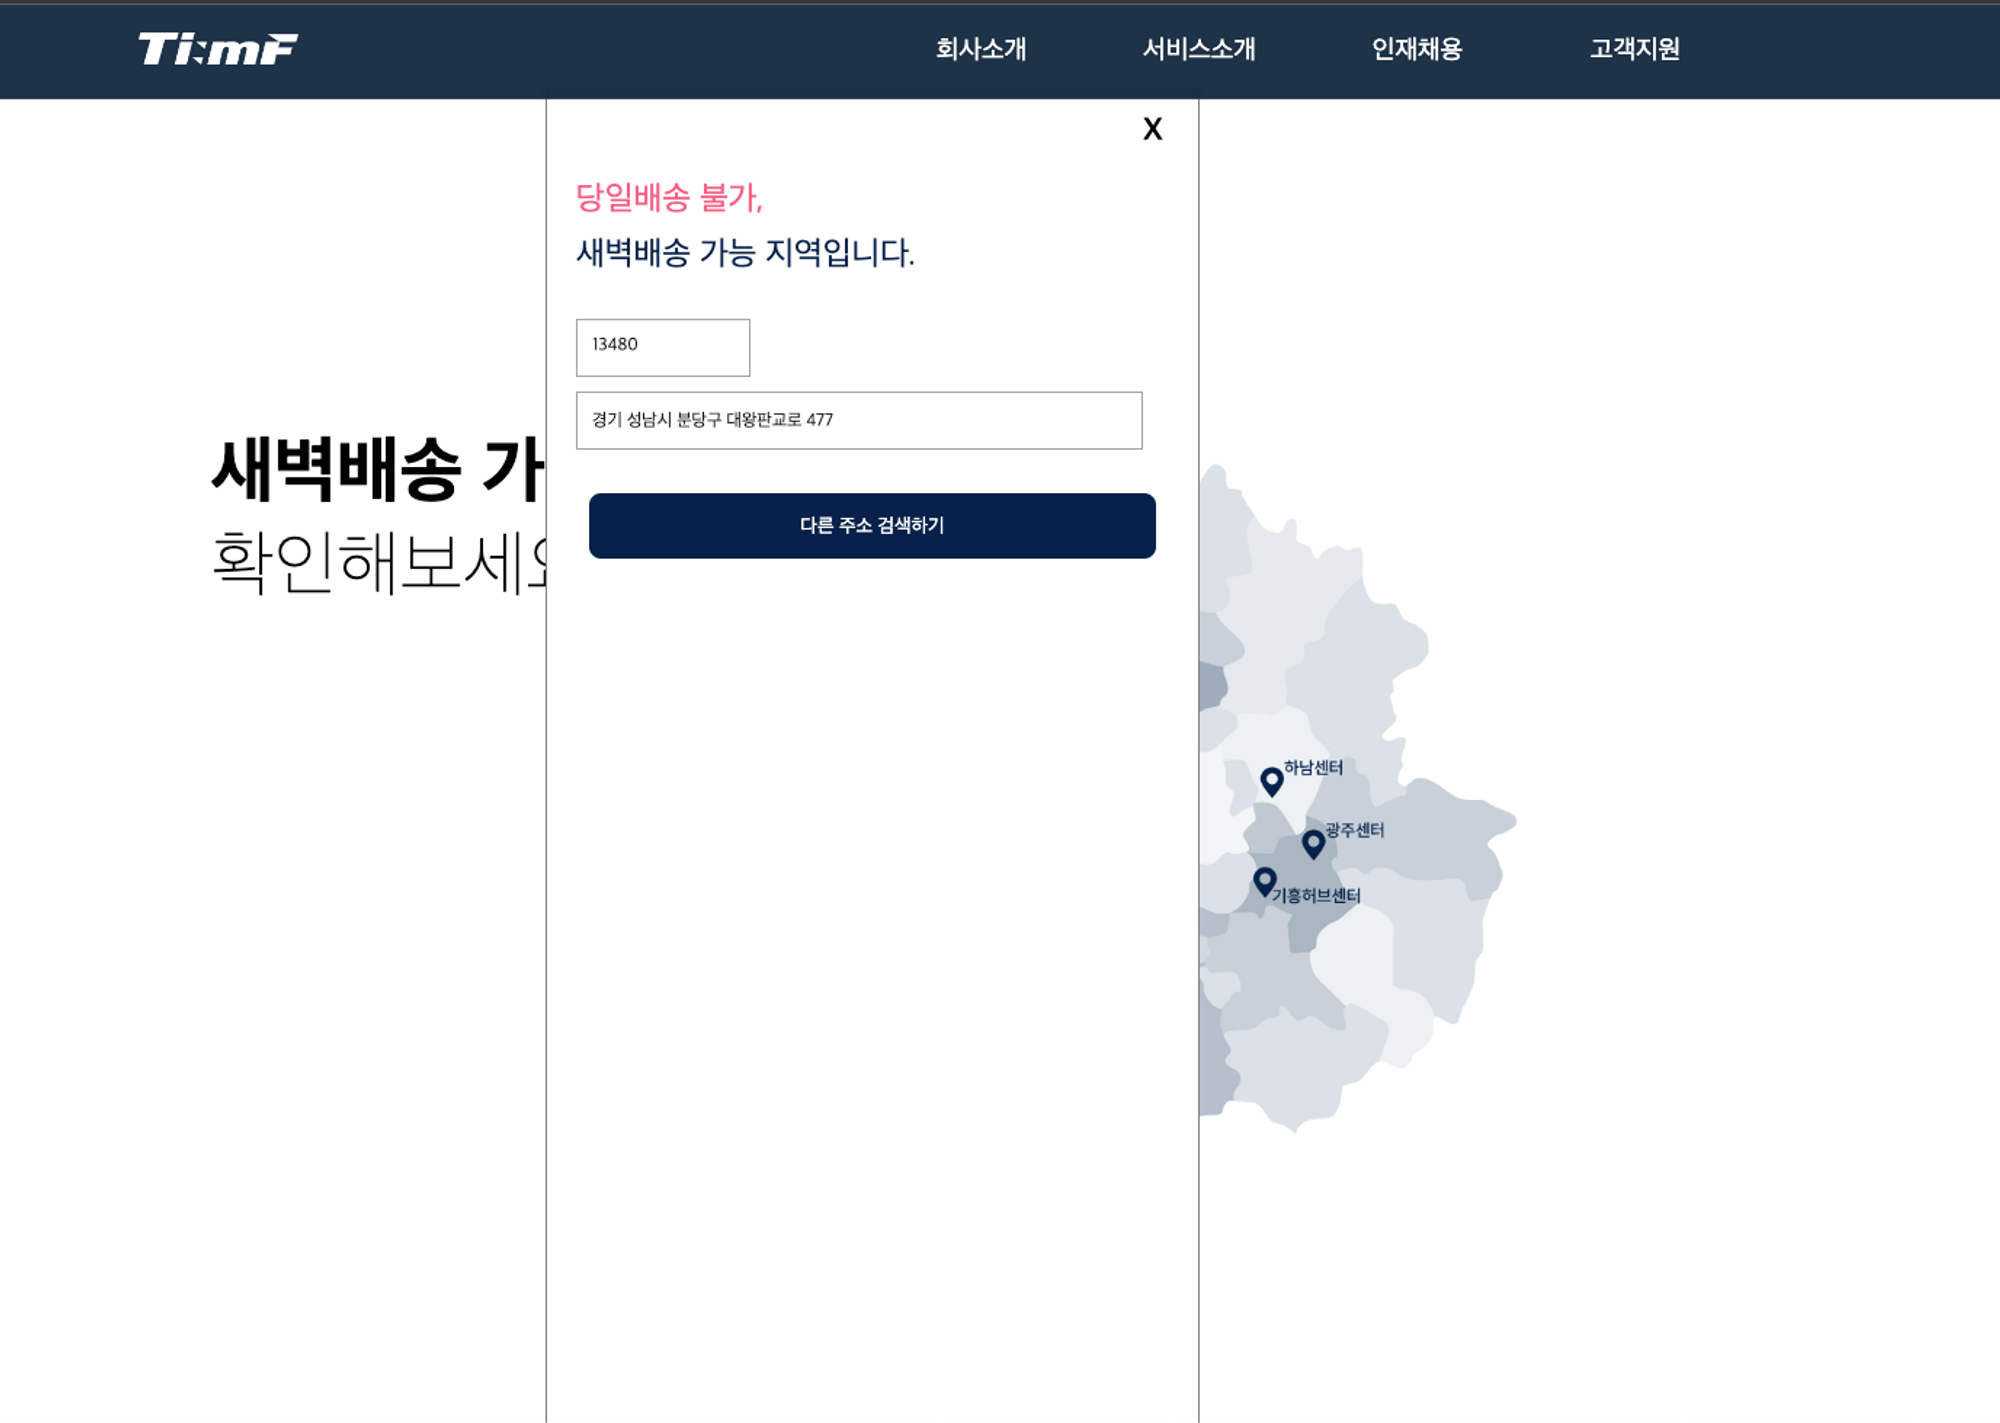 Ti:mF
회사소개 서비스소개 인재채용 고객지원
X
당일배송 불가,
새벽배송 가능 지역입니다.
13480
경기 성남시 분당구 대왕판교로 477
다른 주소 검색하기
새벽배송 가
확인해보세
하남센터
광주센터
기흥허브센터